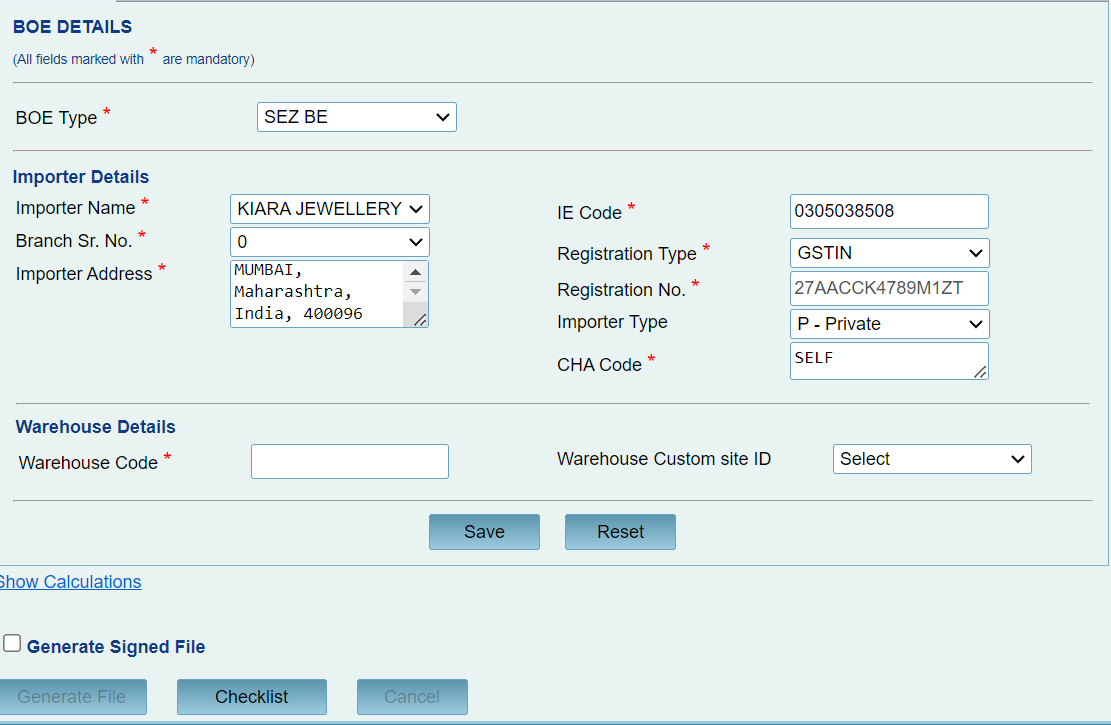 BOE DETAILS
(All fields marked with * are mandatory)
BOE Type * SEZ BE
Importer Details
Importer Name * KIARA JEWELLERY
IE Code * 0305038508
Branch Sr. No. * 0
Registration Type * GSTIN
Importer Address * MUMBAI,
Maharashtra,
India, 400096
Registration No. * 27AACCK4789M1ZT
Importer Type P - Private
CHA Code * SELF
Warehouse Details
Warehouse Code *
Warehouse Custom site ID Select
Save Reset
Show Calculations
Generate Signed File
Generate File Checklist Cancel